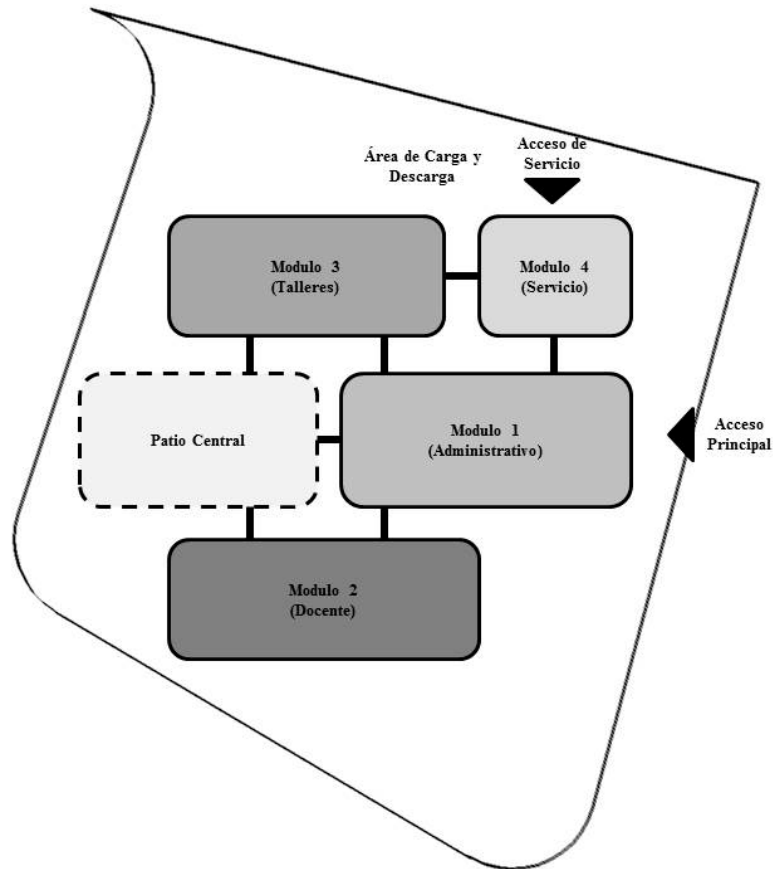 Área de Carga y
Descarga
Acceso de
Servicio
Modulo 3
(Talleres)
Modulo 4
(Servicio)
Patio Central
Modulo 1
(Administrativo)
Acceso
Principal
Modulo 2
(Docente)